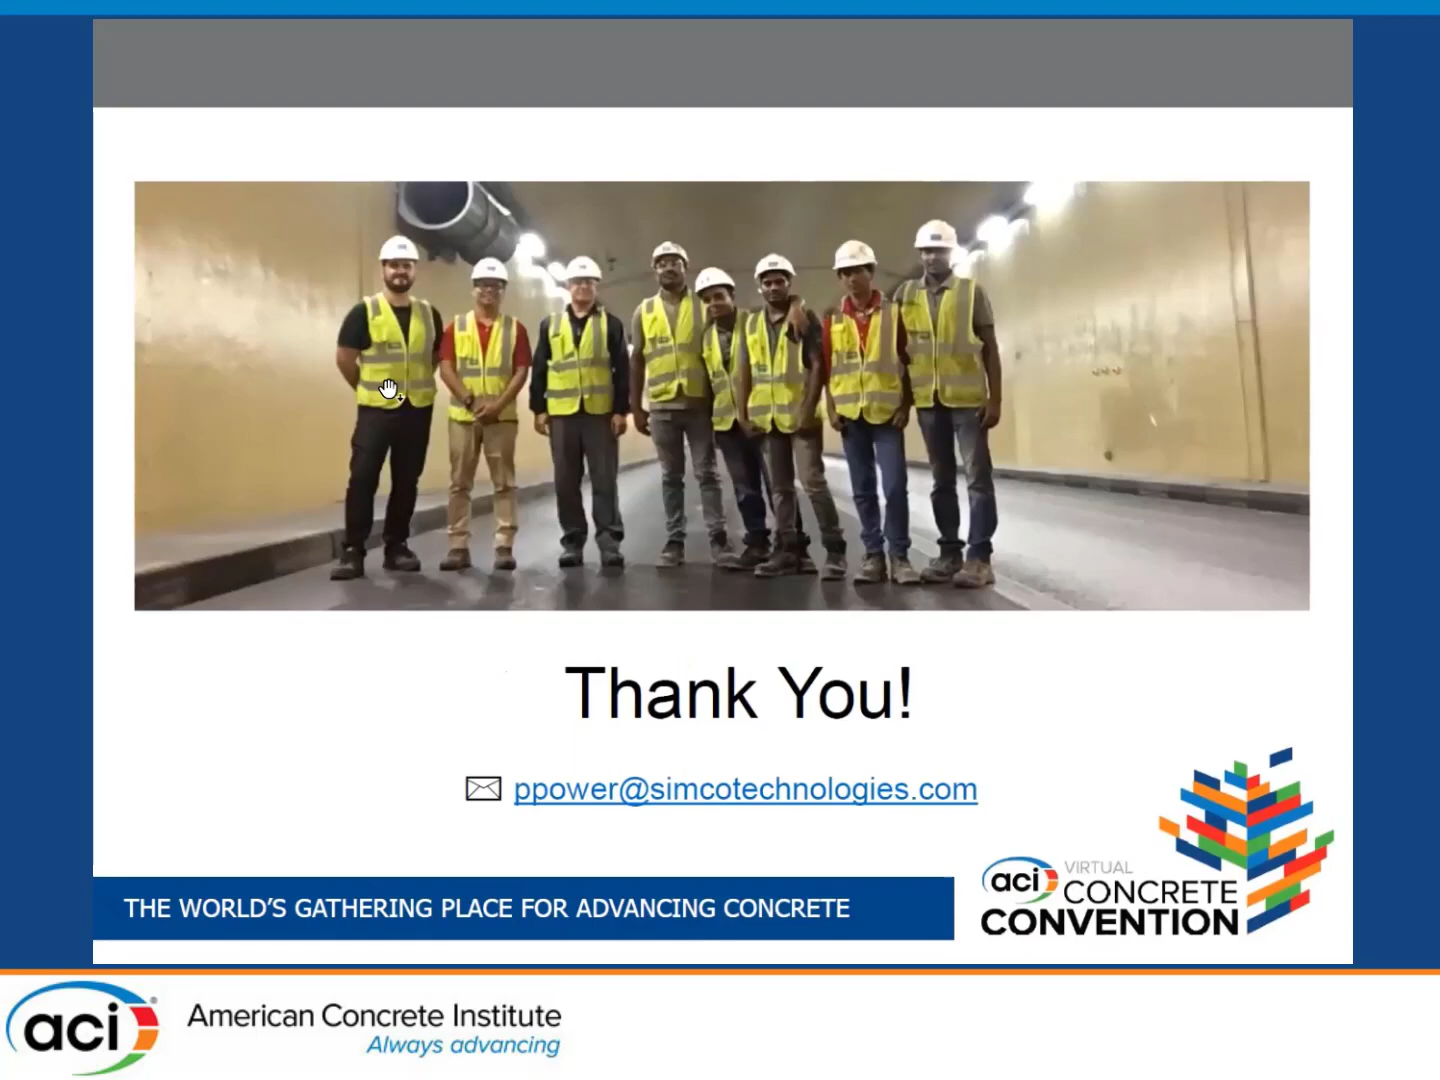 Thank You!
ppower@simcotechnologies.com
THE WORLD'S GATHERING PLACE FOR ADVANCING CONCRETE
aci VIRTUAL
CONCRETE
CONVENTION
aci ® American Concrete Institute
Always advancing